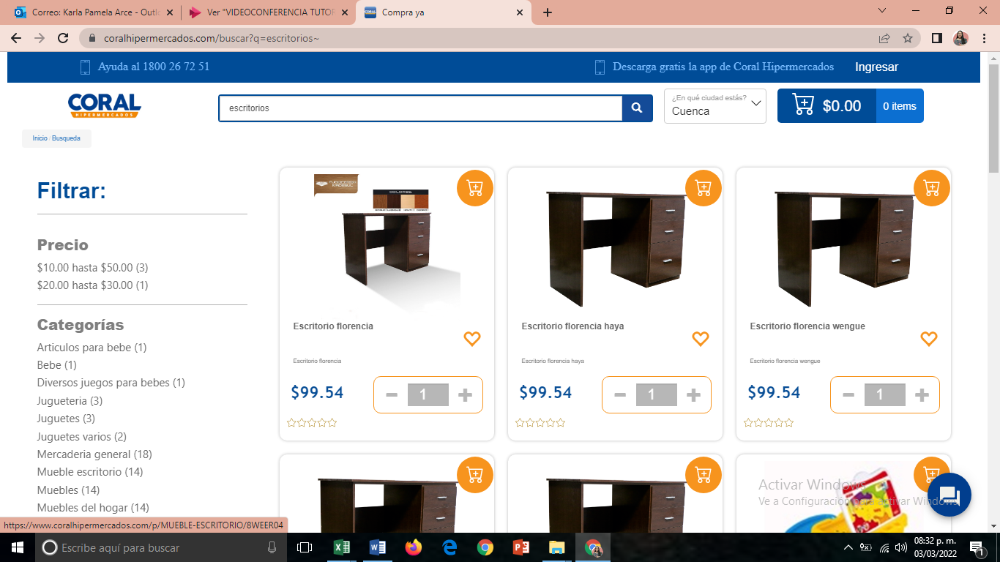 Correo: Karla Pamela Arce - Outl
Ver "VIDEOCONFERENCIA TUTOR
Compra ya
coralhipermercados.com/buscar?q=escritorios~
Ayuda al 1800 26 72 51
Descarga gratis la app de Coral Hipermercados
Ingresar
CORAL
HIPERMERCADOS
escritorios
¿En qué ciudad estás?
Cuenca
$0.00
0 items
Inicio / Busqueda
Filtrar:
Precio
$10.00 hasta $50.00 (3)
$20.00 hasta $30.00 (1)
Categorías
Articulos para bebe (1)
Bebe (1)
Diversos juegos para bebes (1)
Jugueteria (3)
Juguetes (3)
Juguetes varios (2)
Mercaderia general (18)
Mueble escritorio (14)
Muebles (14)
Muebles del hogar (14)
COLORES:
Escritorio florencia
Escritorio florencia
$99.54
1
Escritorio florencia haya
Escritorio florencia haya
$99.54
1
Escritorio florencia wengue
Escritorio florencia wengue
$99.54
1
Activar Windows
Ve a Configuración para activar Windows.
https://www.coralhipermercados.com/p/MUEBLE-ESCRITORIO/8WEER04
Escribe aquí para buscar
08:32 p. m.
03/03/2022
1